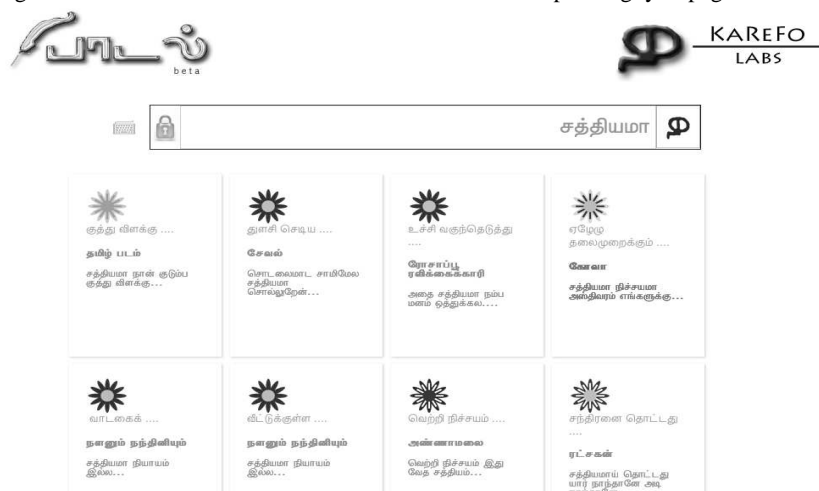 பாடல்
beta
KAREFO
LABS
சத்தியமா
குத்து விளக்கு ....
தமிழ் படம்
சத்தியமா நான் குடும்ப
குத்து விளக்கு...
துளசி செடிய ....
சேவல்
சொடலைமாட சாமிமேல
சத்தியமா
சொல்லுறேன்...
உச்சி வகுந்தெடுத்து
....
ரோசாப்பூ
ரவிக்கைக்காரி
அதை சத்தியமா நம்ப
மனம் ஒத்துக்கல....
ஏழேழு
தலைமுறைக்கும் ....
கோவா
சத்தியமா நிச்சயமா
அஸ்திவரம் எங்களுக்கு...
வாடகைக் ....
நளனும் நந்தினியும்
சத்தியமா நியாயம்
இல்ல...
வீட்டுக்குள்ள ....
நளனும் நந்தினியும்
சத்தியமா நியாயம்
இல்ல...
வெற்றி நிச்சயம் ....
அண்ணாமலை
வெற்றி நிச்சயம் இது
வேத சத்தியம்...
சந்திரனை தொட்டது
....
ரட்சகன்
சத்தியமாய் தொட்டது
யார் நாந்தானே அடி